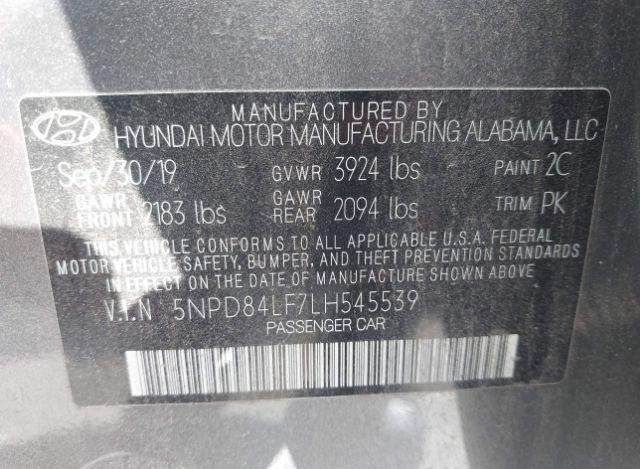 MANUFACTURED BY
HYUNDAI MOTOR MANUFACTURING ALABAMA, LLC
Sep/30/19 GVWR 3924 lbs PAINT 2C
GAWR FRONT 2183 lbs GAWR REAR 2094 lbs TRIM PK
THIS VEHICLE CONFORMS TO ALL APPLICABLE U.S.A. FEDERAL
MOTOR VEHICLE SAFETY, BUMPER, AND THEFT PREVENTION STANDARDS
IN EFFECT ON THE DATE OF MANUFACTURE SHOWN ABOVE.
V.I.N 5NPD84LF7LH545539
PASSENGER CAR